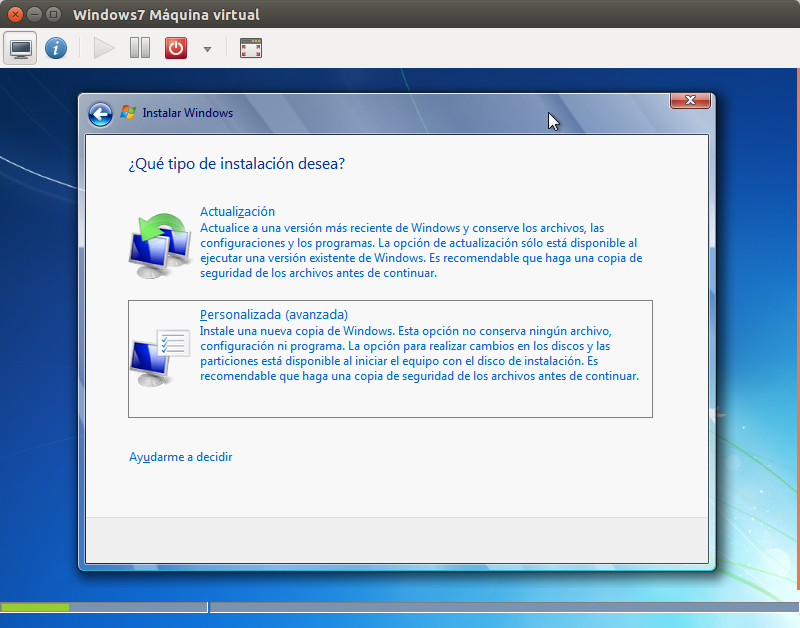 Windows7 Máquina virtual
Instalar Windows
¿Qué tipo de instalación desea?
Actualización
Actualice a una versión más reciente de Windows y conserve los archivos, las
configuraciones y los programas. La opción de actualización sólo está disponible al
ejecutar una versión existente de Windows. Es recomendable que haga una copia de
seguridad de los archivos antes de continuar.
Personalizada (avanzada)
Instale una nueva copia de Windows. Esta opción no conserva ningún archivo,
configuración ni programa. La opción para realizar cambios en los discos y las
particiones está disponible al iniciar el equipo con el disco de instalación. Es
recomendable que haga una copia de seguridad de los archivos antes de continuar.
Ayudarme a decidir